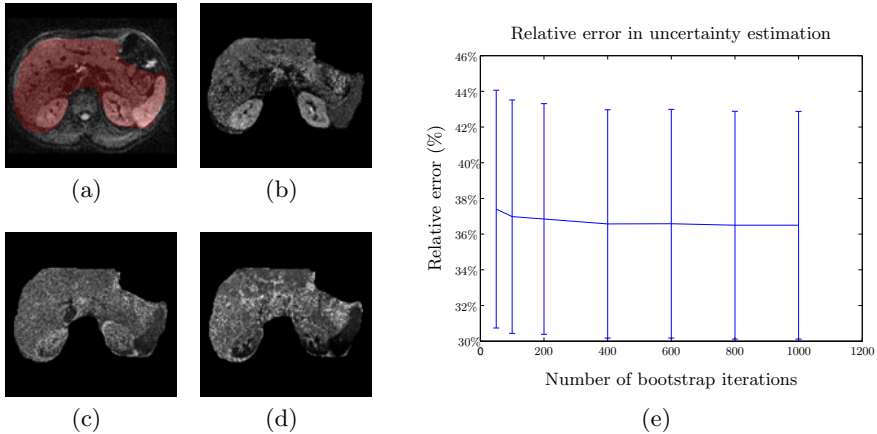 (a)
(b)
(c)
(d)
Relative error in uncertainty estimation
Relative error (%)
46%
44%
42%
40%
38%
36%
34%
32%
30%
0
200
400
600
800
1000
1200
Number of bootstrap iterations
(e)